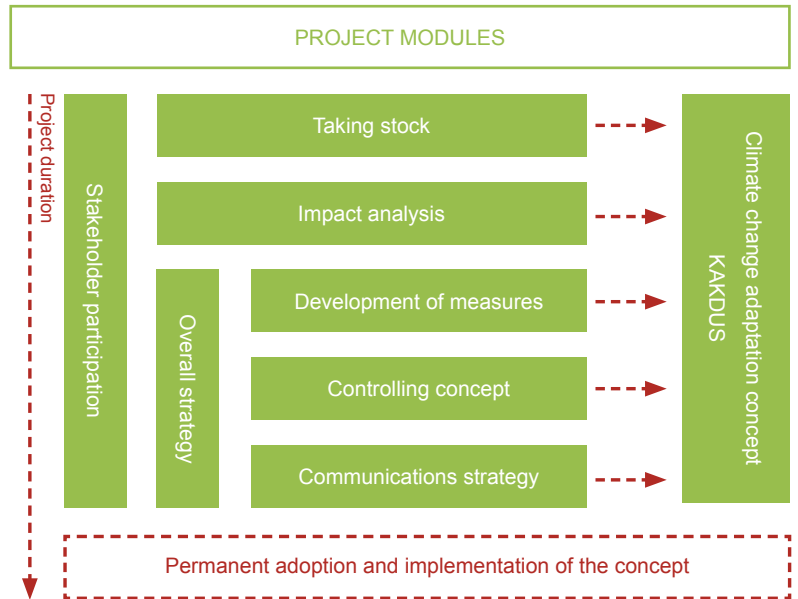 PROJECT MODULES
Project duration
Stakeholder participation
Taking stock
Impact analysis
Overall strategy
Development of measures
Controlling concept
Communications strategy
Climate change adaptation concept
KAKDUS
Permanent adoption and implementation of the concept